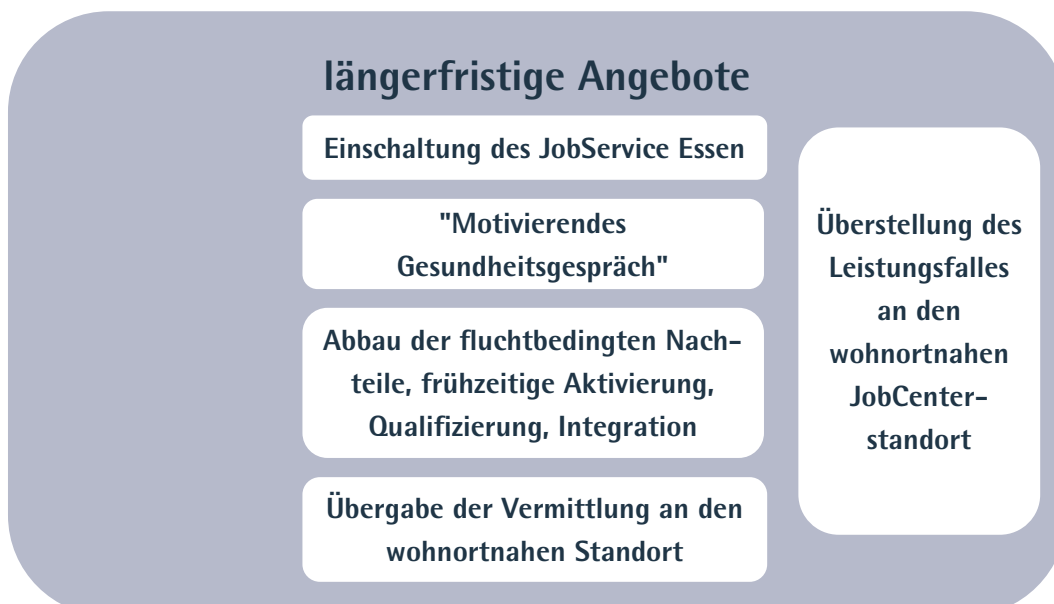 längerfristige Angebote
Einschaltung des JobService Essen
"Motivierendes
Gesundheitsgespräch"
Abbau der fluchtbedingten Nach-
teile, frühzeitige Aktivierung,
Qualifizierung, Integration
Übergabe der Vermittlung an den
wohnortnahen Standort
Überstellung des
Leistungsfalles
an den
wohnortnahen
JobCenter-
standort